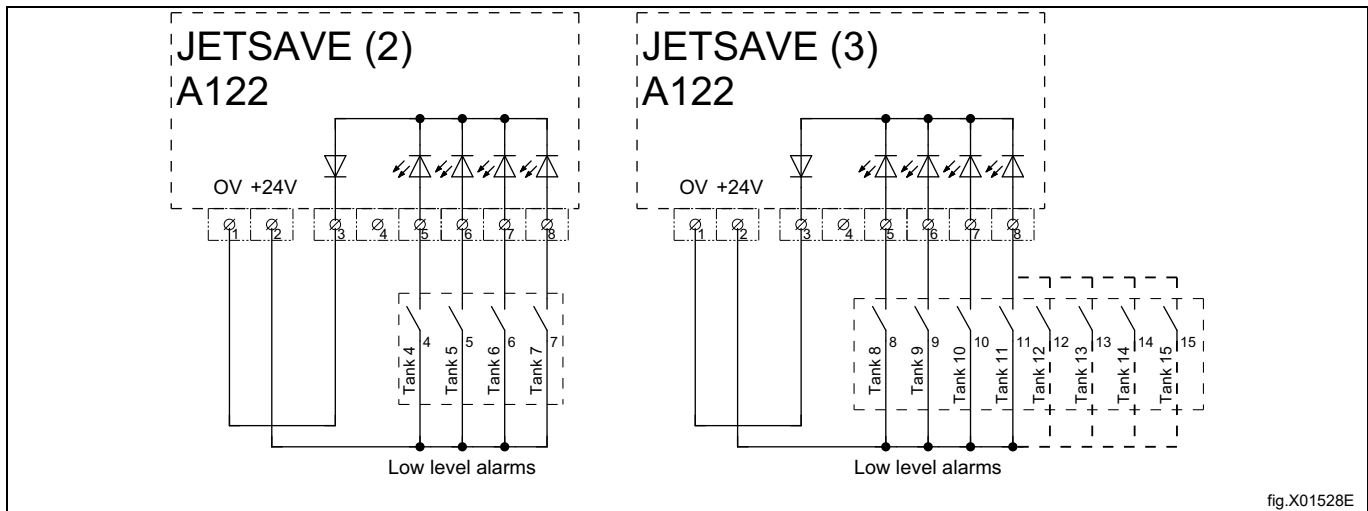 JETSAVE (2)
A122
OV +24V
1 2 3 4 5 6 7 8
Tank 4 4 Tank 5 5 Tank 6 6 Tank 7 7
Low level alarms
JETSAVE (3)
A122
OV +24V
1 2 3 4 5 6 7 8
Tank 8 8 Tank 9 9 Tank 10 10 Tank 11 11 Tank 12 12 Tank 13 13 Tank 14 14 Tank 15 15
Low level alarms
fig.X01528E